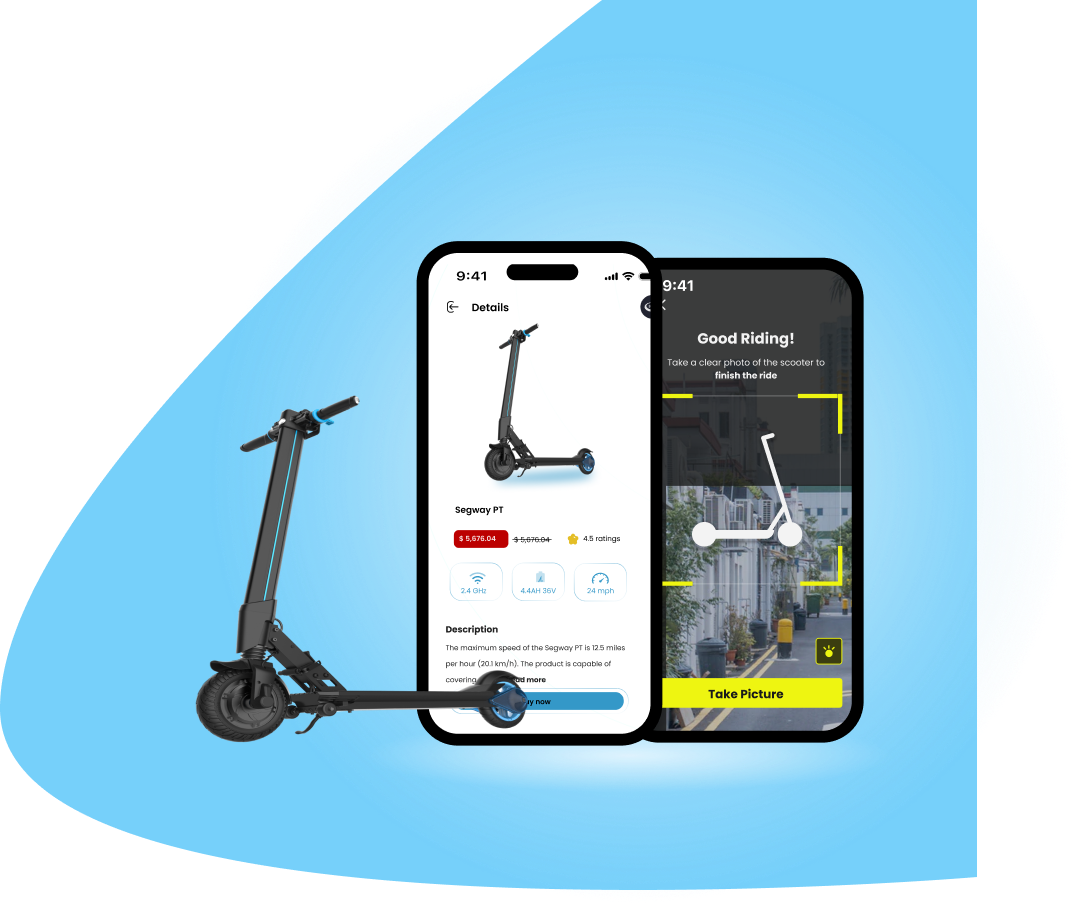 9:41
Details
Segway PT
$ 5,676.04 $ 5,676.04 4.5 ratings
2.4 GHz 4.4AH 36V 24 mph
Description
The maximum speed of the Segway PT is 12.5 miles
per hour (20.1 km/h). The product is capable of
covering more
now
9:41
Good Riding!
Take a clear photo of the scooter to
finish the ride
Take Picture